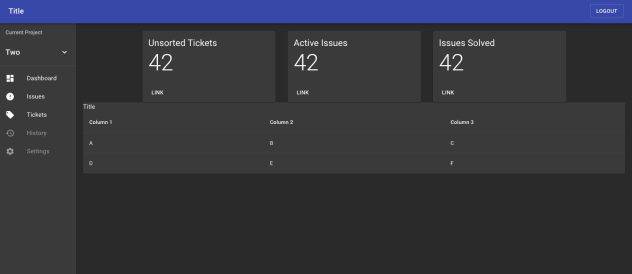 Title
LOGOUT
Current Project
Two
Dashboard
Issues
Tickets
History
Settings
Unsorted Tickets
42
LINK
Active Issues
42
LINK
Issues Solved
42
LINK
Title
Column 1 Column 2 Column 3
A B C
D E F